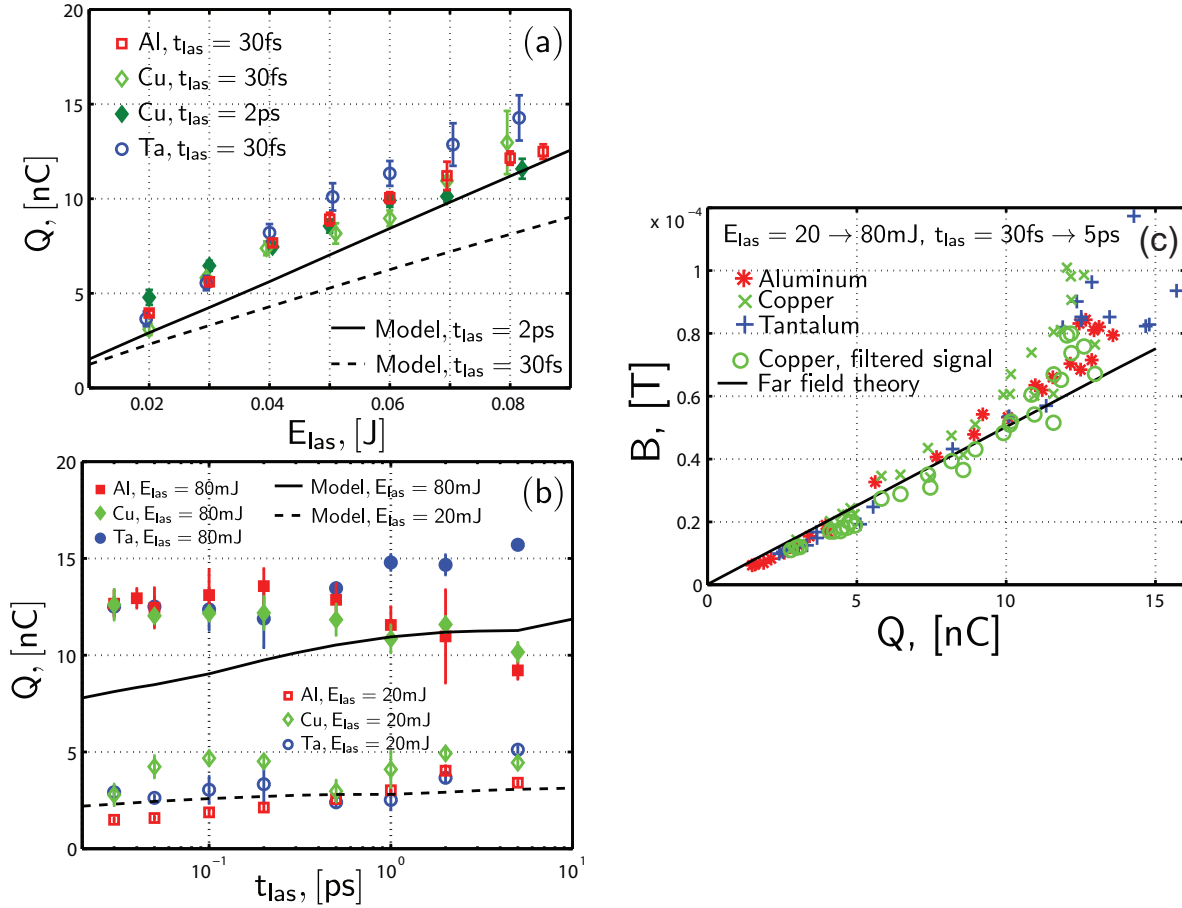 20
15
10
5
0
Q, [nC]
(a)
Al, t_las = 30fs
Cu, t_las = 30fs
Cu, t_las = 2ps
Ta, t_las = 30fs
Model, t_las = 2ps
Model, t_las = 30fs
0.02 0.04 0.06 0.08
E_las, [J]
20
15
10
5
0
Q, [nC]
(b)
Al, E_las = 80mJ
Cu, E_las = 80mJ
Ta, E_las = 80mJ
Model, E_las = 80mJ
Model, E_las = 20mJ
Al, E_las = 20mJ
Cu, E_las = 20mJ
Ta, E_las = 20mJ
10⁻¹ 10⁰ 10¹
t_las, [ps]
x 10⁻⁴
(c)
E_las = 20 → 80mJ, t_las = 30fs → 5ps
Aluminum
Copper
Tantalum
Copper, filtered signal
Far field theory
1
0.8
0.6
0.4
0.2
0
B, [T]
0 5 10 15
Q, [nC]